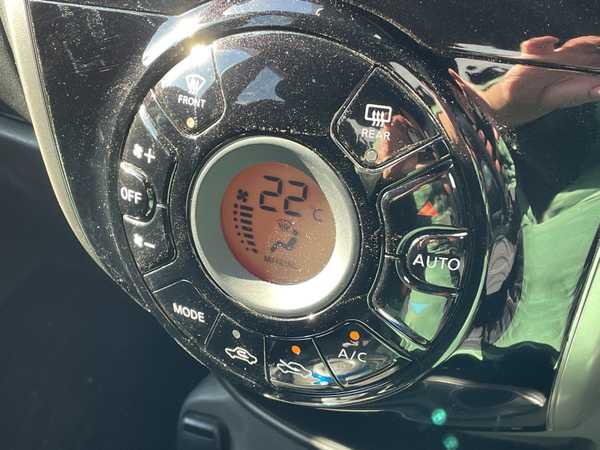 FRONT
REAR
+
OFF
-
22°C
AUTO
MODE
A/C